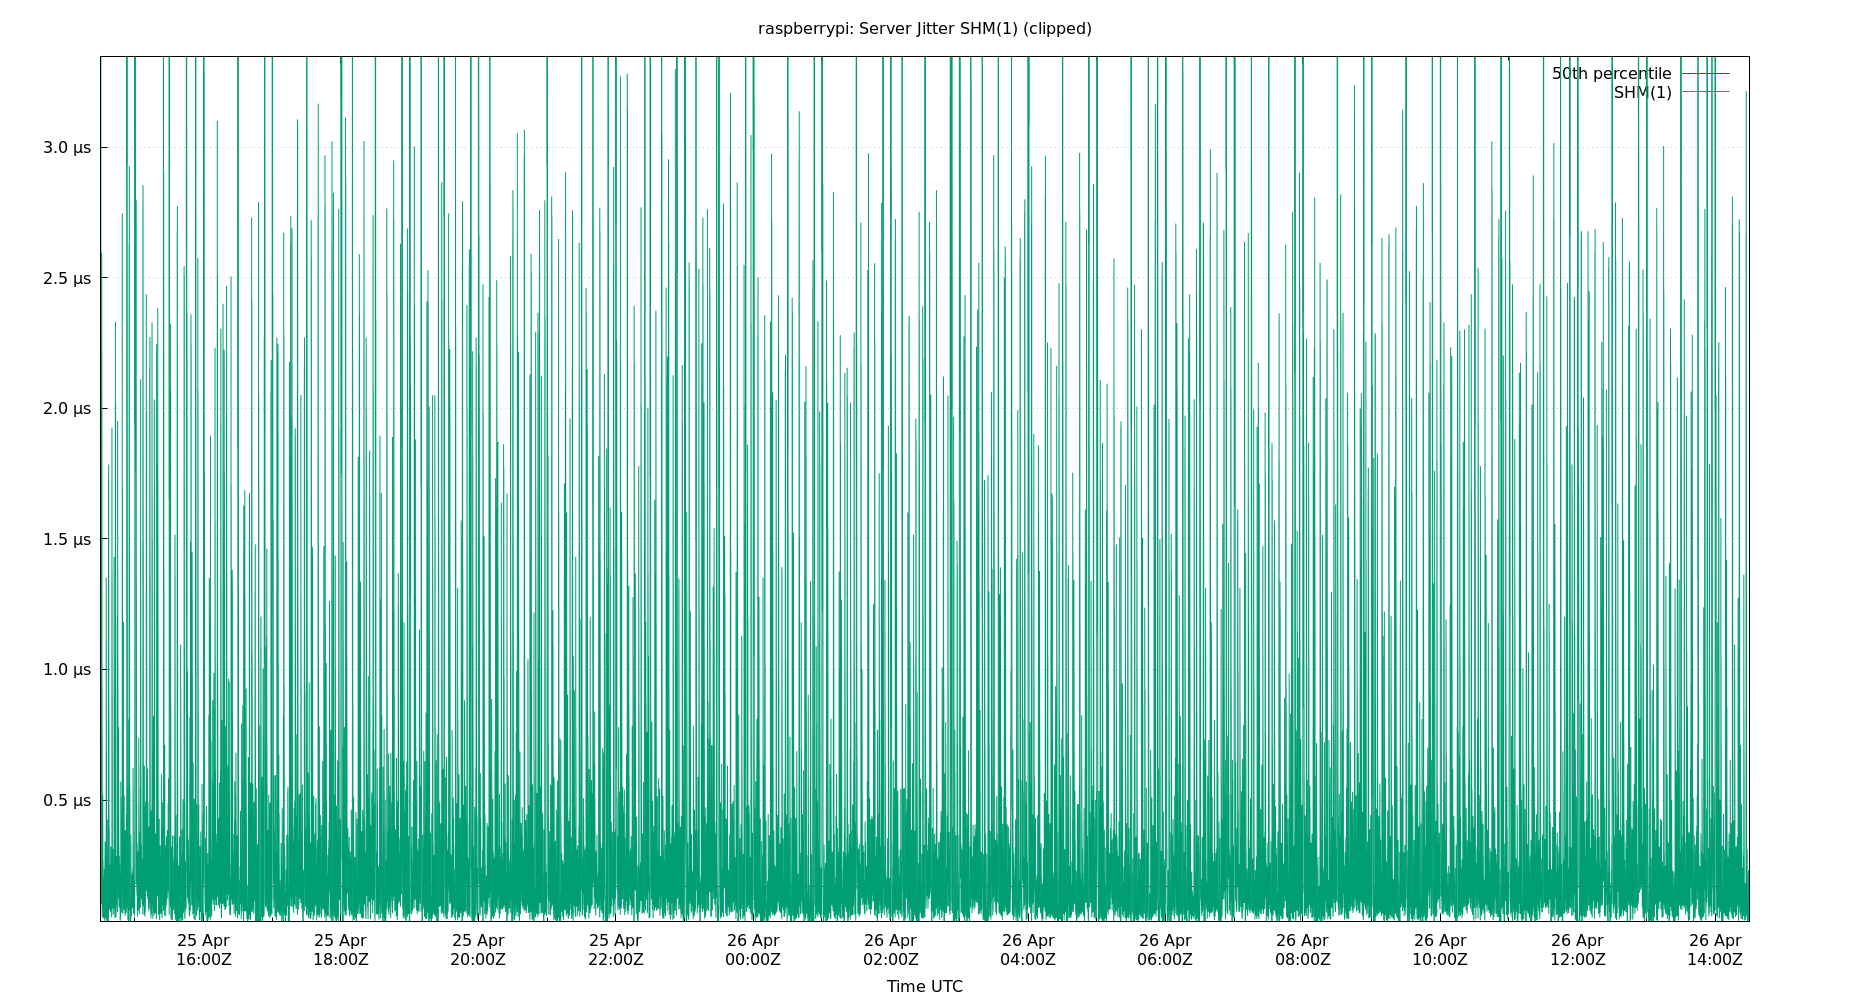 raspberrypi: Server Jitter SHM(1) (clipped)
50th percentile
SHM(1)
3.0 µs
2.5 µs
2.0 µs
1.5 µs
1.0 µs
0.5 µs
25 Apr 25 Apr 25 Apr 25 Apr 26 Apr 26 Apr 26 Apr 26 Apr 26 Apr 26 Apr 26 Apr 26 Apr
16:00Z 18:00Z 20:00Z 22:00Z 00:00Z 02:00Z 04:00Z 06:00Z 08:00Z 10:00Z 12:00Z 14:00Z
Time UTC